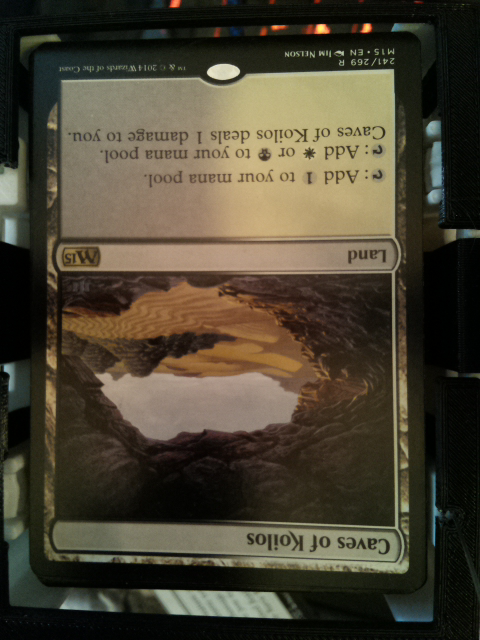 Caves of Koilos
Land
M15
: Add 1 to your mana pool.
: Add or to your mana pool.
Caves of Koilos deals 1 damage to you.
241/269 R
M15 • EN Jim Nelson
™ & © 2014 Wizards of the Coast